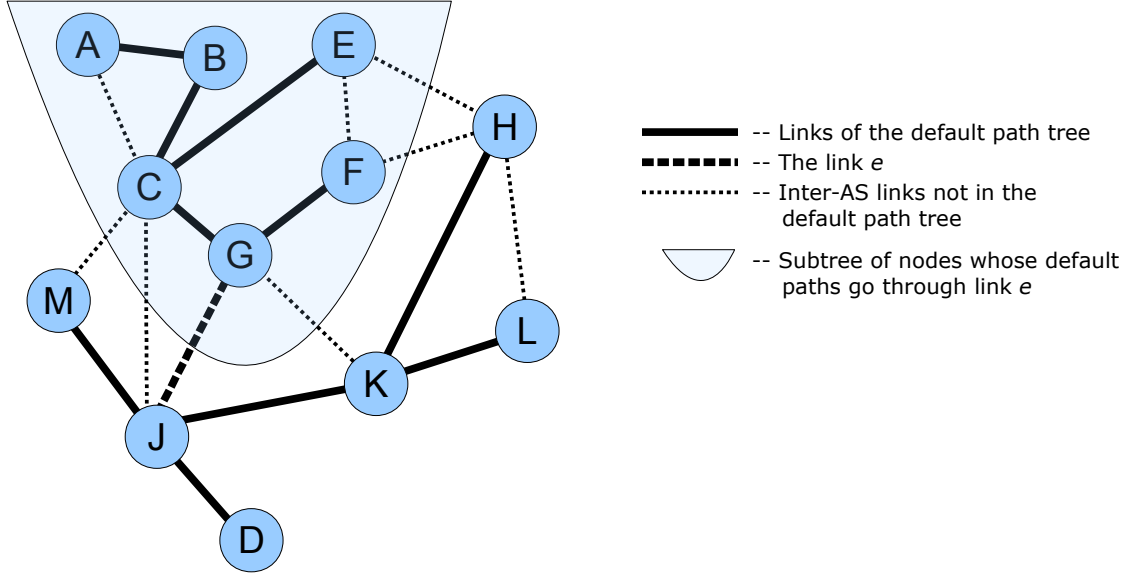 A
B
E
H
C
F
G
M
L
K
J
D
-- Links of the default path tree
-- The link e
-- Inter-AS links not in the
default path tree
-- Subtree of nodes whose default
paths go through link e